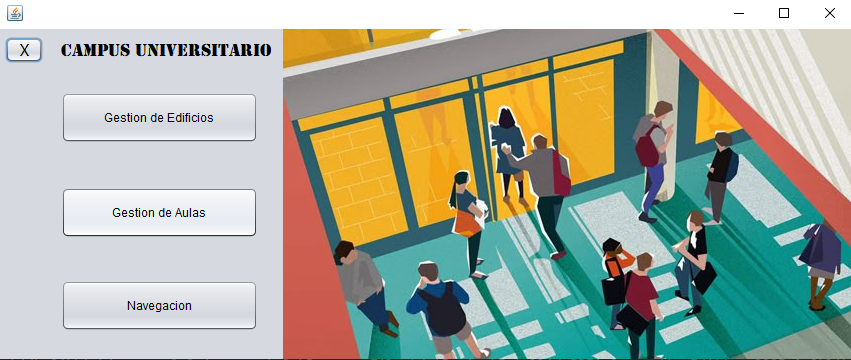 X
CAMPUS UNIVERSITARIO
Gestion de Edificios
Gestion de Aulas
Navegacion